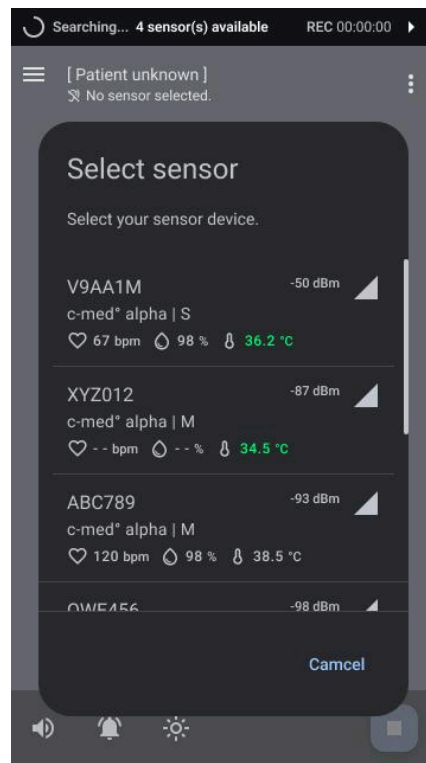 Searching... 4 sensor(s) available REC 00:00:00
[ Patient unknown ]
No sensor selected.
Select sensor
Select your sensor device.
V9AA1M -50 dBm
c-med° alpha | S
67 bpm 98 % 36.2 °C
XYZ012 -87 dBm
c-med° alpha | M
-- bpm -- % 34.5 °C
ABC789 -93 dBm
c-med° alpha | M
120 bpm 98 % 38.5 °C
QWE456 -98 dBm
Camcel